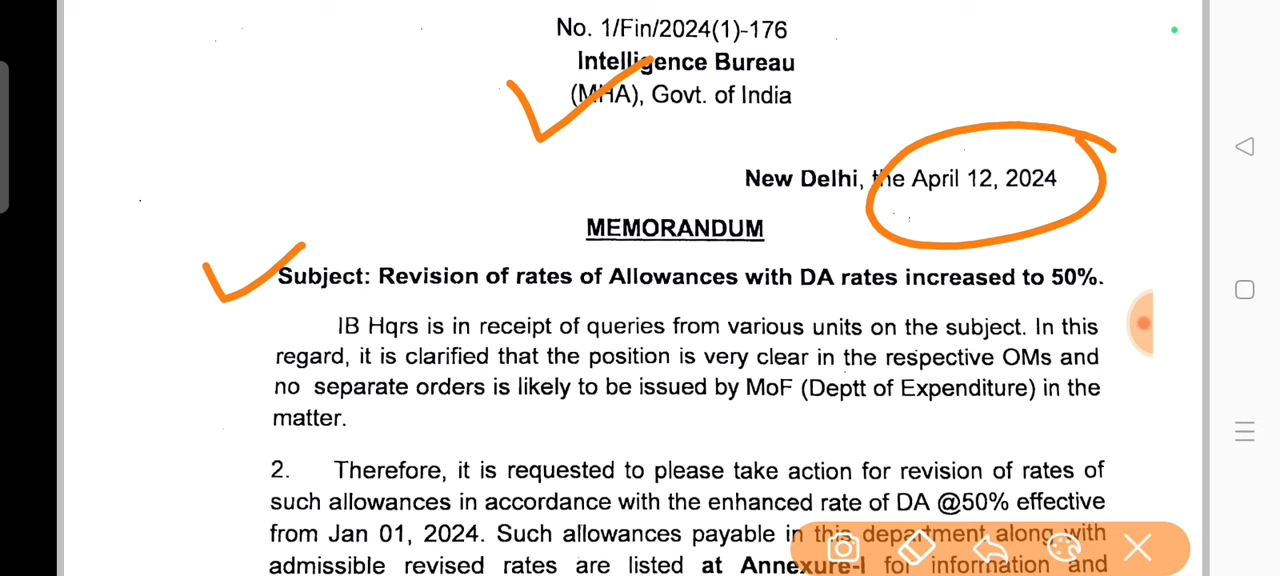 No. 1/Fin/2024(1)-176
Intelligence Bureau
(MHA), Govt. of India
New Delhi, the April 12, 2024
MEMORANDUM
Subject: Revision of rates of Allowances with DA rates increased to 50%.
IB Hqrs is in receipt of queries from various units on the subject. In this
regard, it is clarified that the position is very clear in the respective OMs and
no separate orders is likely to be issued by MoF (Deptt of Expenditure) in the
matter.
2. Therefore, it is requested to please take action for revision of rates of
such allowances in accordance with the enhanced rate of DA @50% effective
from Jan 01, 2024. Such allowances payable in this department along with
admissible revised rates are listed at Annexure-I for information and